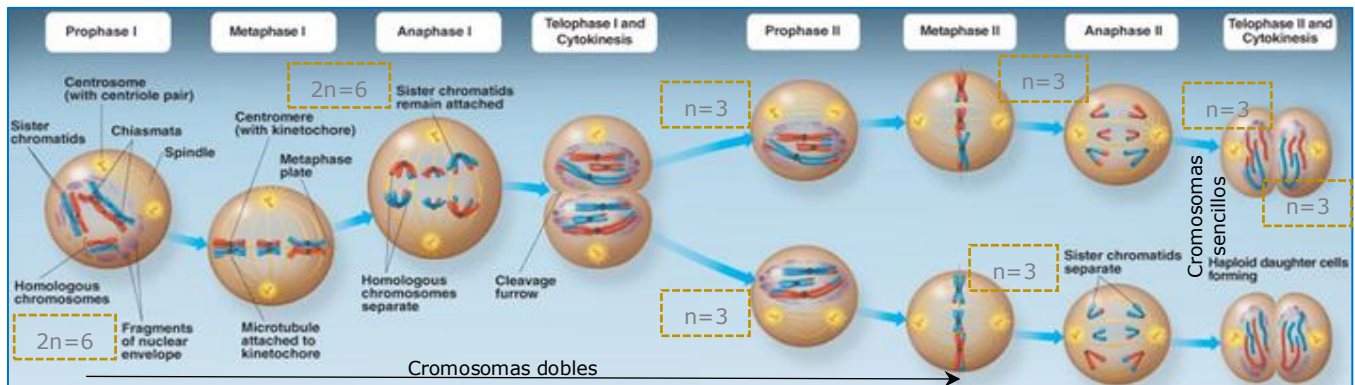 Prophase I
Metaphase I
Anaphase I
Telophase I and
Cytokinesis
Prophase II
Metaphase II
Anaphase II
Telophase II and
Cytokinesis
Centrosome
(with centriole pair)
Sister
chromatids
Chiasmata
Spindle
2n=6
Centromere
(with kinetochore)
Metaphase
plate
Sister chromatids
remain attached
n=3
n=3
n=3
Cromosomas
sencillos
n=3
Homologous
chromosomes
2n=6
Fragments
of nuclear
envelope
Microtubule
attached to
kinetochore
Homologous
chromosomes
separate
Cleavage
furrow
n=3
n=3
Sister chromatids
separate
Haploid daughter cells
forming
Cromosomas dobles